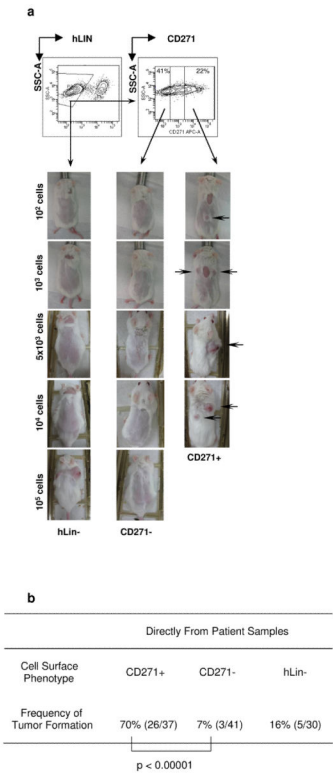 a
hLIN
CD271
SSC-A
SSC-A
41%
22%
SSC-A
SSC-A
CD271 APC-A
10² cells
10³ cells
5x10³ cells
10⁴ cells
CD271+
10⁵ cells
hLin-
CD271-
b
Directly From Patient Samples
Cell Surface Phenotype
CD271+
CD271-
hLin-
Frequency of Tumor Formation
70% (26/37)
7% (3/41)
16% (5/30)
p < 0.00001